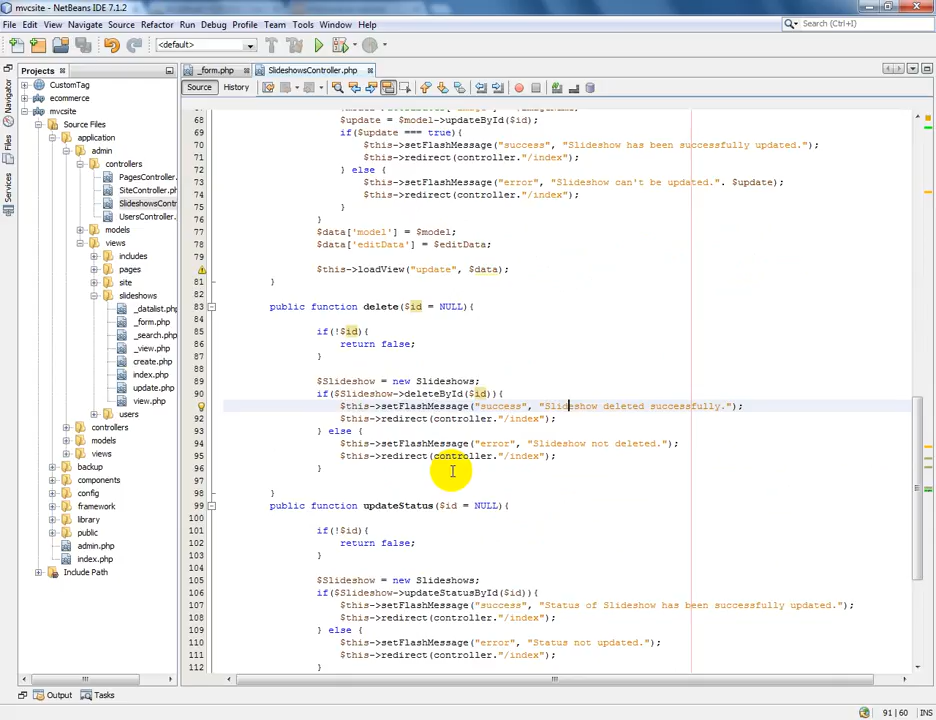 mvcsite - NetBeans IDE 7.1.2
File Edit View Navigate Source Refactor Run Debug Profile Team Tools Window Help
<default>
Search (Ctrl+I)
Projects
_form.php
SlideshowsController.php
Source
History
Navigator
Files
Services
CustomTag
ecommerce
mvcsite
Source Files
application
admin
controllers
PagesController.
SiteController.ph
SlideshowsContr
UsersController.
models
views
includes
pages
site
slideshows
_datalist.php
_form.php
_search.php
_view.php
create.php
index.php
update.php
view.php
users
controllers
models
views
backup
components
config
framework
library
public
admin.php
index.php
Include Path
68 $update = $model->updateById($id);
69 if($update === true){
70 $this->setFlashMessage("success", "Slideshow has been successfully updated.");
71 $this->redirect(controller."/index");
72 } else {
73 $this->setFlashMessage("error", "Slideshow can't be updated.". $update);
74 $this->redirect(controller."/index");
75 }
76 }
77 $data['model'] = $model;
78 $data['editData'] = $editData;
79
$this->loadView("update", $data);
81 }
82
83 public function delete($id = NULL){
84
85 if(!$id){
86 return false;
87 }
88
89 $Slideshow = new Slideshows;
90 if($Slideshow->deleteById($id)){
$this->setFlashMessage("success", "Slideshow deleted successfully.");
92 $this->redirect(controller."/index");
93 } else {
94 $this->setFlashMessage("error", "Slideshow not deleted.");
95 $this->redirect(controller."/index");
96 }
97
98 }
99 public function updateStatus($id = NULL){
100
101 if(!$id){
102 return false;
103 }
104
105 $Slideshow = new Slideshows;
106 if($Slideshow->updateStatusById($id)){
107 $this->setFlashMessage("success", "Status of Slideshow has been successfully updated.");
108 $this->redirect(controller."/index");
109 } else {
110 $this->setFlashMessage("error", "Status not updated.");
111 $this->redirect(controller."/index");
112 }
Output
Tasks
91 | 60 INS